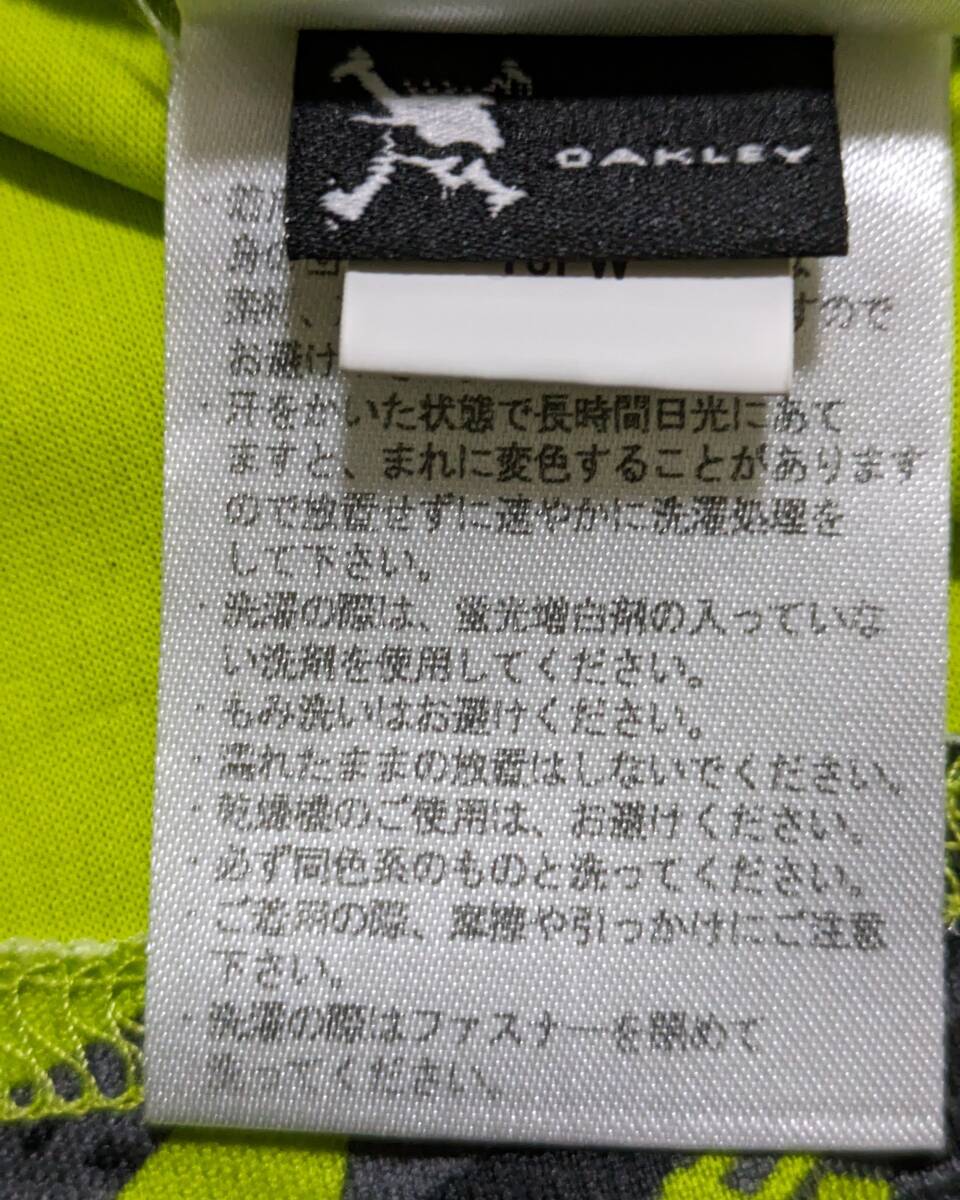 OAKLEY
すので
お避け
・汗をかいた状態で長時間日光にあて
ますと、まれに変色することがあります
ので放置せずに速やかに洗濯処理を
して下さい。
・洗濯の際は、蛍光増白剤の入っていな
い洗剤を使用してください。
・もみ洗いはお避けください。
・濡れたままの放置はしないでください。
・乾燥機のご使用は、お避けください。
・必ず同色系のものと洗ってください。
・ご着用の際、摩擦や引っかけにご注意
下さい。
・洗濯の際はファスナーを閉めて
洗ってください。